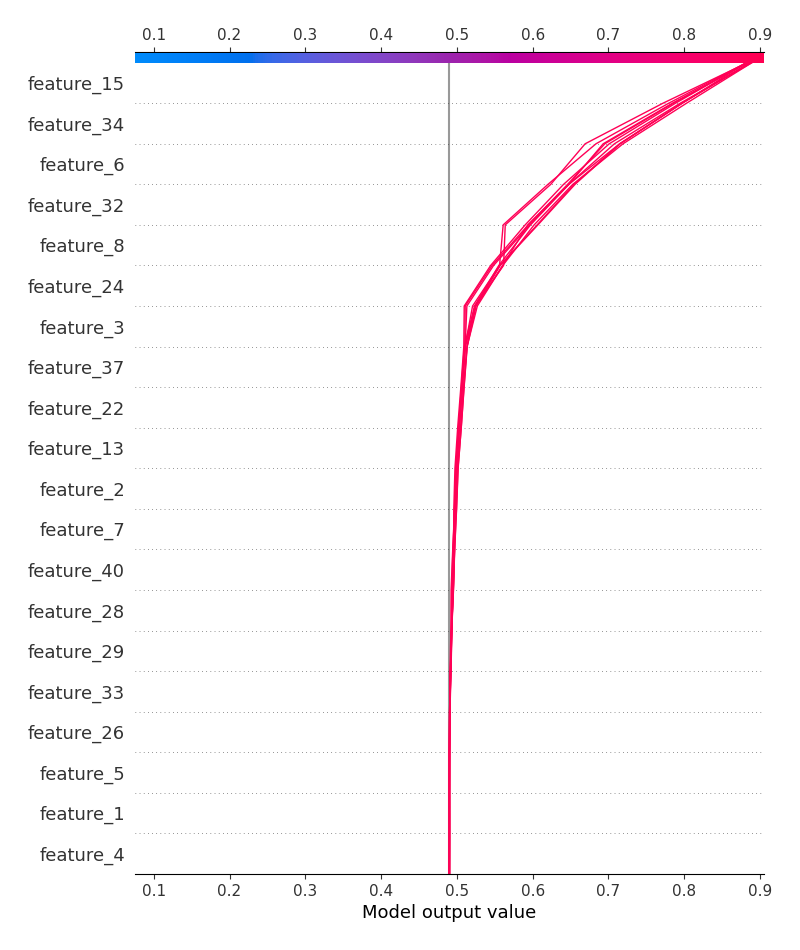 0.1 0.2 0.3 0.4 0.5 0.6 0.7 0.8 0.9
feature_15
feature_34
feature_6
feature_32
feature_8
feature_24
feature_3
feature_37
feature_22
feature_13
feature_2
feature_7
feature_40
feature_28
feature_29
feature_33
feature_26
feature_5
feature_1
feature_4
0.1 0.2 0.3 0.4 0.5 0.6 0.7 0.8 0.9
Model output value